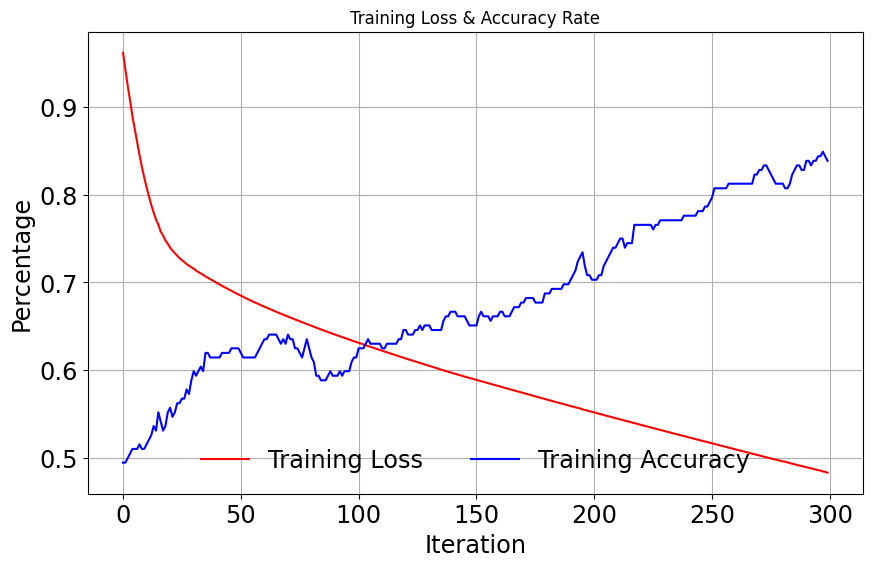 Training Loss & Accuracy Rate
Percentage
0.9
0.8
0.7
0.6
0.5
Training Loss Training Accuracy
0 50 100 150 200 250 300
Iteration